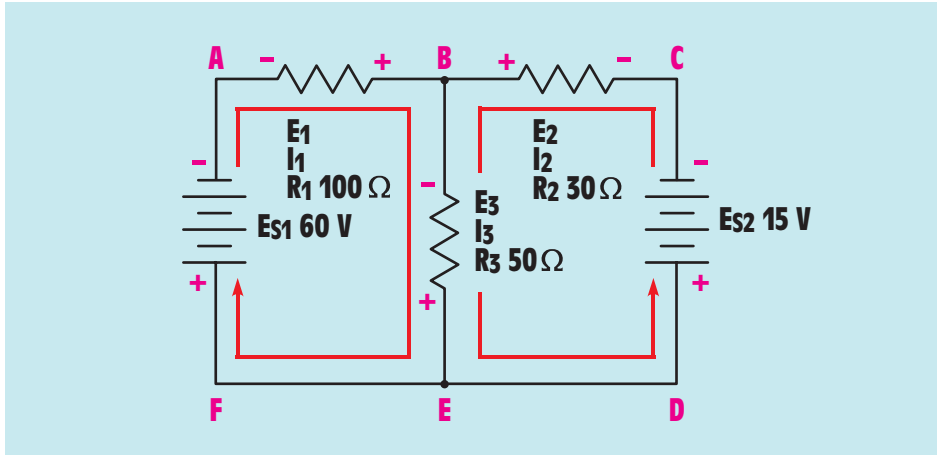 A − + B + − C
E1
I1
R1 100 Ω
E2
I2
R2 30 Ω
− − −
E3
I3
R3 50 Ω
ES1 60 V
ES2 15 V
+ + +
F E D